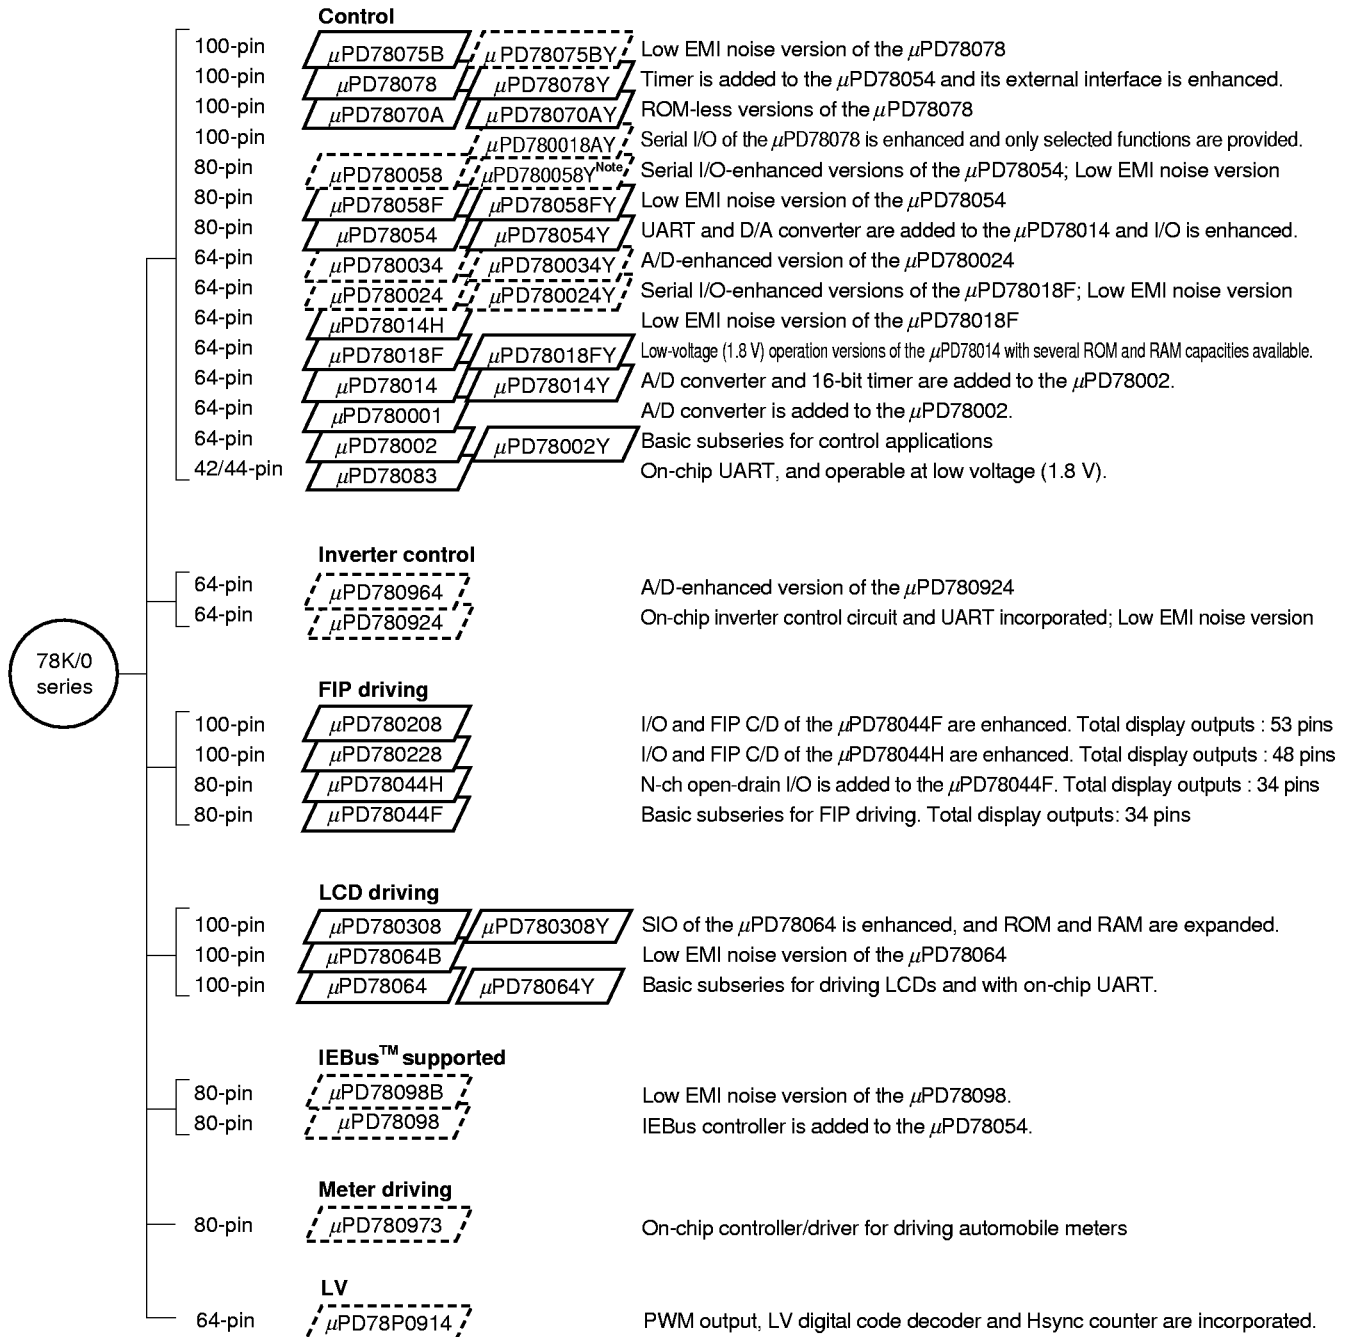 Control
100-pin μPD78075B μPD78075BY Low EMI noise version of the μPD78078
100-pin μPD78078 μPD78078Y Timer is added to the μPD78054 and its external interface is enhanced.
100-pin μPD78070A μPD78070AY ROM-less versions of the μPD78078
100-pin μPD780018AY Serial I/O of the μPD78078 is enhanced and only selected functions are provided.
80-pin μPD780058 μPD780058Y Note Serial I/O-enhanced versions of the μPD78054; Low EMI noise version
80-pin μPD78058F μPD78058FY Low EMI noise version of the μPD78054
80-pin μPD78054 μPD78054Y UART and D/A converter are added to the μPD78014 and I/O is enhanced.
64-pin μPD780034 μPD780034Y A/D-enhanced version of the μPD780024
64-pin μPD780024 μPD780024Y Serial I/O-enhanced versions of the μPD78018F; Low EMI noise version
64-pin μPD78014H Low EMI noise version of the μPD78018F
64-pin μPD78018F μPD78018FY Low-voltage (1.8 V) operation versions of the μPD78014 with several ROM and RAM capacities available.
64-pin μPD78014 μPD78014Y A/D converter and 16-bit timer are added to the μPD78002.
64-pin μPD780001 A/D converter is added to the μPD78002.
64-pin μPD78002 μPD78002Y Basic subseries for control applications
42/44-pin μPD78083 On-chip UART, and operable at low voltage (1.8 V).
Inverter control
64-pin μPD780964 A/D-enhanced version of the μPD780924
64-pin μPD780924 On-chip inverter control circuit and UART incorporated; Low EMI noise version
78K/0
series
FIP driving
100-pin μPD780208 I/O and FIP C/D of the μPD78044F are enhanced. Total display outputs : 53 pins
100-pin μPD780228 I/O and FIP C/D of the μPD78044H are enhanced. Total display outputs : 48 pins
80-pin μPD78044H N-ch open-drain I/O is added to the μPD78044F. Total display outputs : 34 pins
80-pin μPD78044F Basic subseries for FIP driving. Total display outputs: 34 pins
LCD driving
100-pin μPD780308 μPD780308Y SIO of the μPD78064 is enhanced, and ROM and RAM are expanded.
100-pin μPD78064B Low EMI noise version of the μPD78064
100-pin μPD78064 μPD78064Y Basic subseries for driving LCDs and with on-chip UART.
IEBus™ supported
80-pin μPD78098B Low EMI noise version of the μPD78098.
80-pin μPD78098 IEBus controller is added to the μPD78054.
Meter driving
80-pin μPD780973 On-chip controller/driver for driving automobile meters
LV
64-pin μPD78P0914 PWM output, LV digital code decoder and Hsync counter are incorporated.